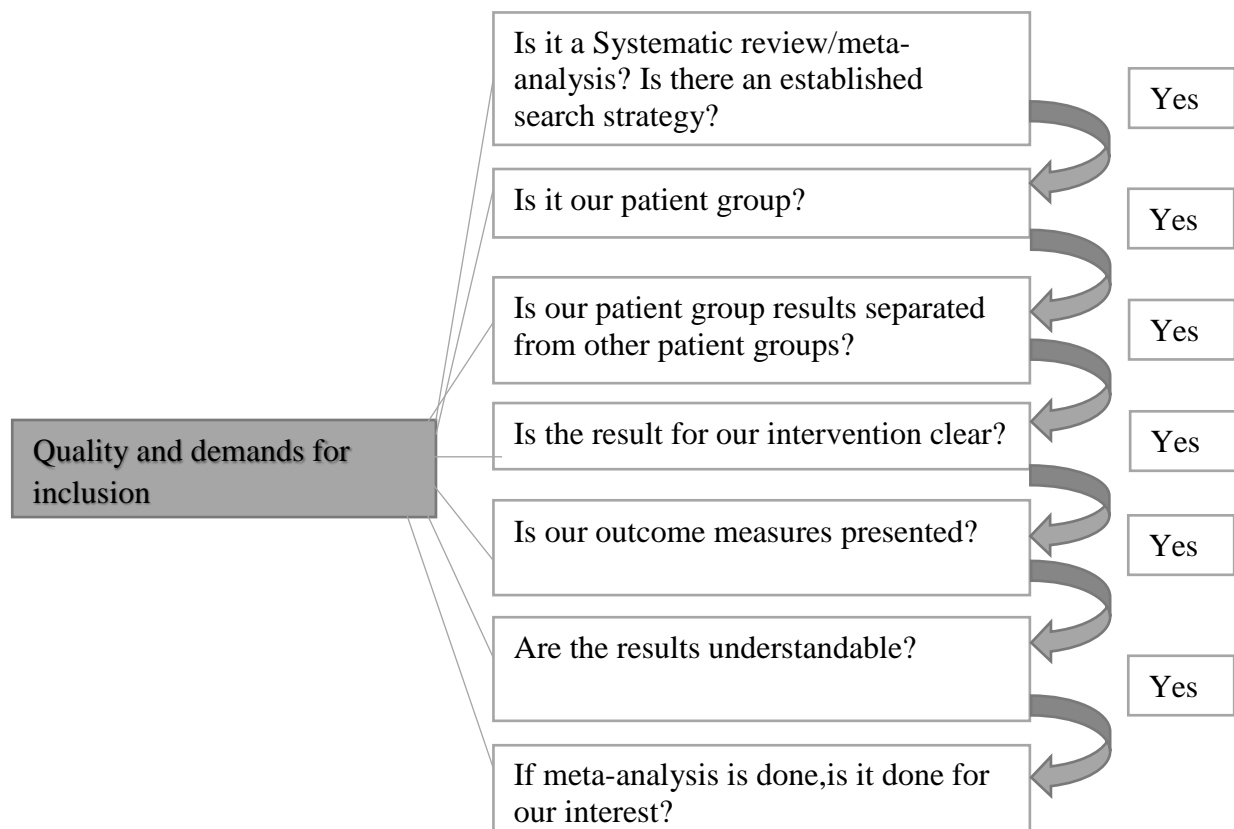 Is it a Systematic review/meta-
analysis? Is there an established
search strategy?
Yes
Is it our patient group?
Yes
Is our patient group results separated
from other patient groups?
Yes
Quality and demands for
inclusion
Is the result for our intervention clear?
Yes
Is our outcome measures presented?
Yes
Are the results understandable?
Yes
If meta-analysis is done,is it done for
our interest?